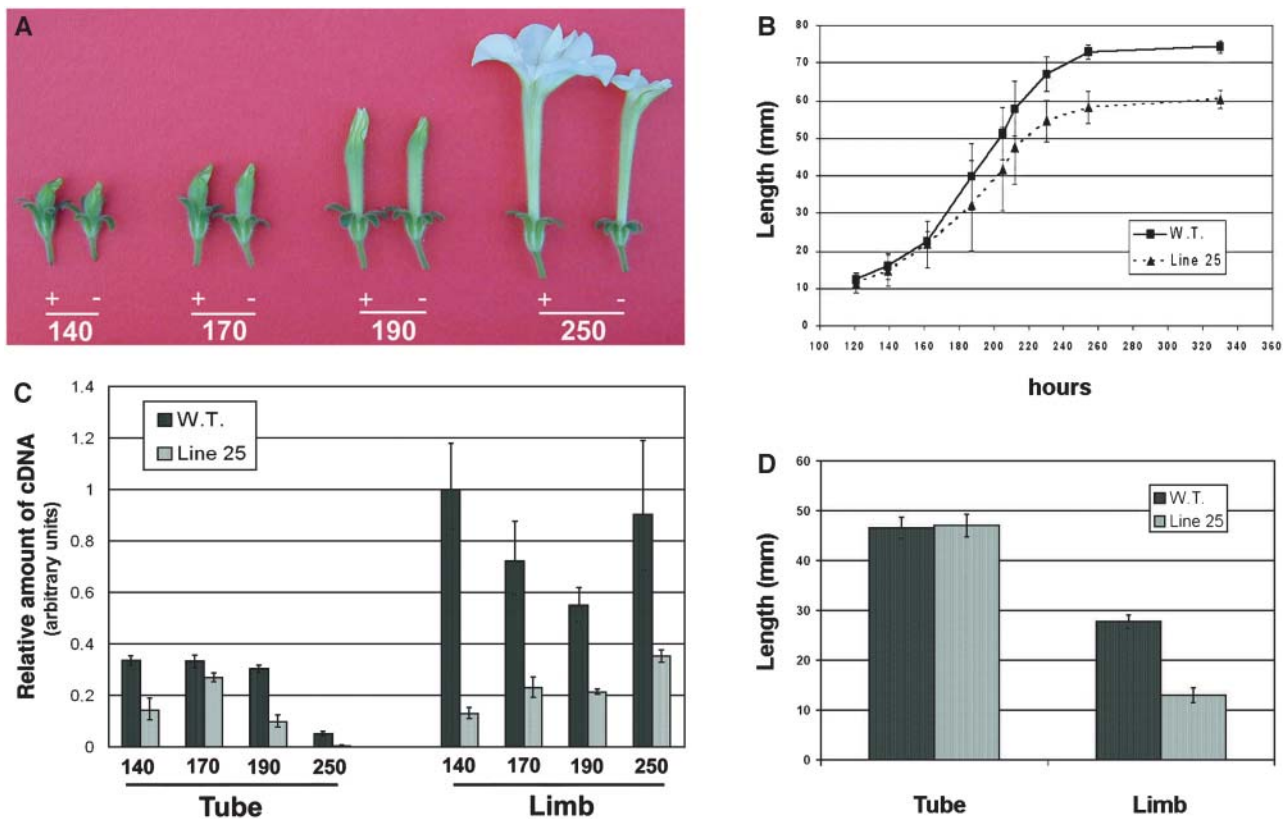 A
+ - + - + - + -
140 170 190 250
B
Length (mm)
80
70
60
50
40
30
20
10
0
W.T.
Line 25
100 120 140 160 180 200 220 240 260 280 300 320 340 360
hours
C
Relative amount of cDNA
(arbitrary units)
1.4
1.2
1
0.8
0.6
0.4
0.2
0
W.T.
Line 25
140 170 190 250 140 170 190 250
Tube Limb
D
Length (mm)
60
50
40
30
20
10
0
W.T.
Line 25
Tube Limb